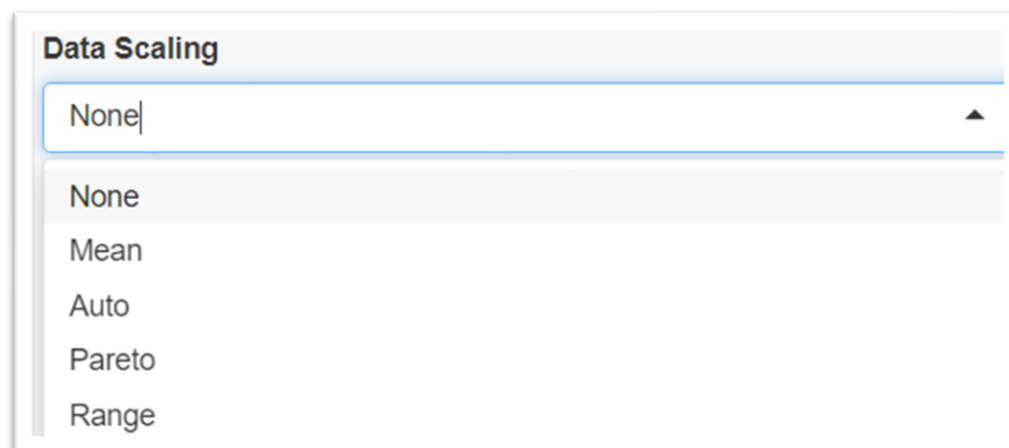 Data Scaling
None
None
Mean
Auto
Pareto
Range